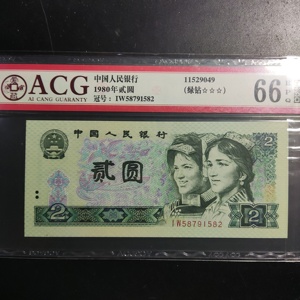 ACG
AI CANG GUARANTY
中国人民银行
1980年贰圆
冠号：IW58791582
11529049
(绿钻☆☆☆)
66
中国人民银行
贰圆
2
2
IW58791582